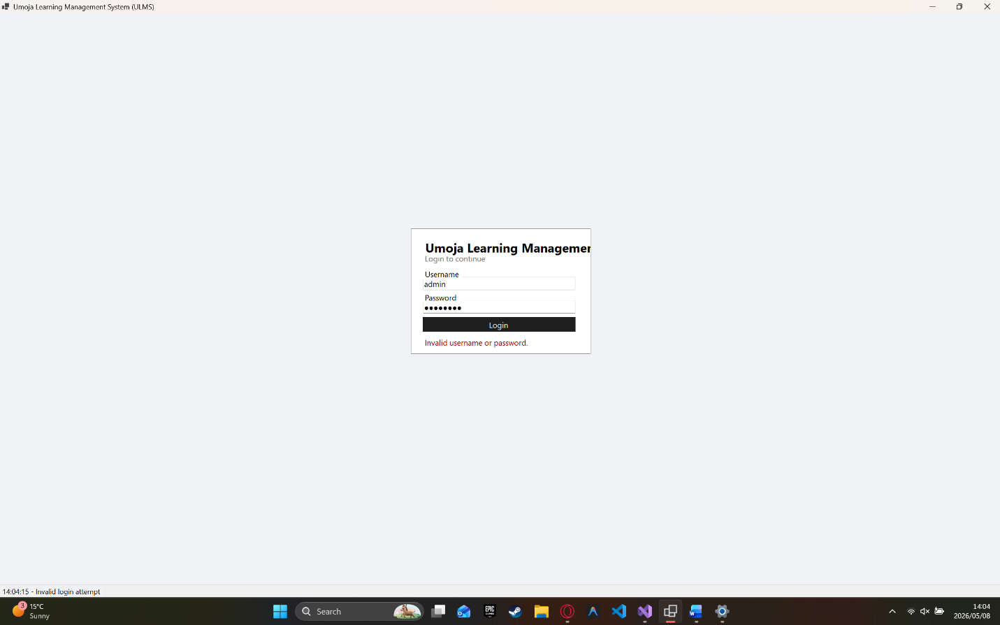 Umoja Learning Management System (ULMS)
Umoja Learning Managemen
Login to continue
Username
admin
Password
••••••••
Login
Invalid username or password.
14:04:15 - Invalid login attempt
3
15°C
Sunny
Search
EPIC
GAMES
14:04
2026/05/08